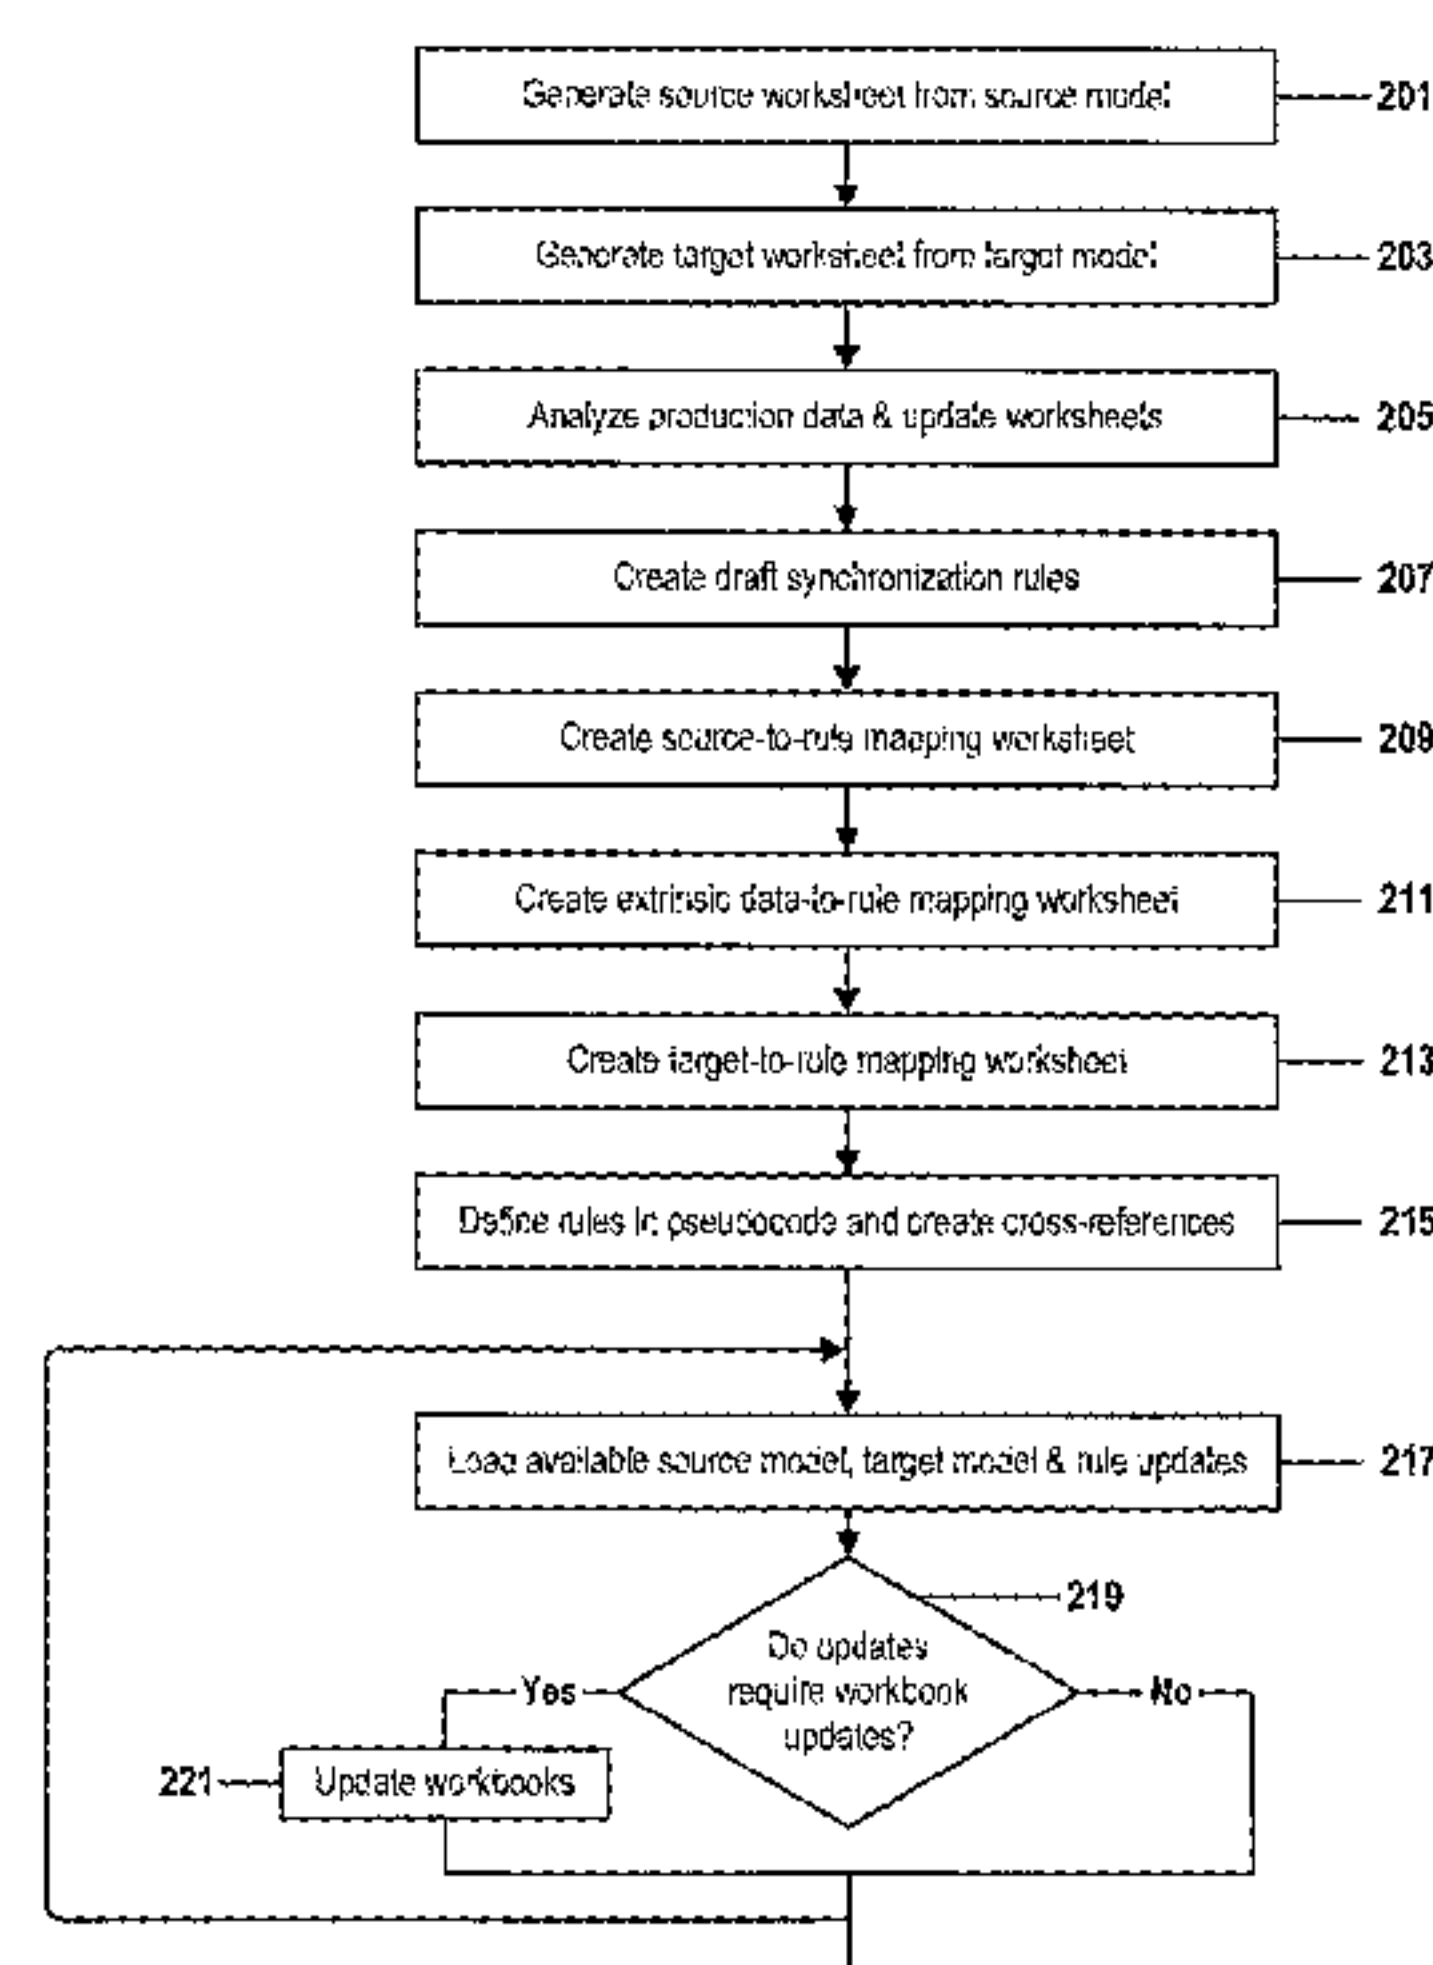 Generate source worksheet from source model
201
Generate target worksheet from target model
203
Analyze production data & update worksheets
205
Create draft synchronization rules
207
Create source-to-rule mapping worksheet
209
Create extrinsic data-to-rule mapping worksheet
211
Create target-to-rule mapping worksheet
213
Define rules in pseudocode and create cross-references
215
Load available source model, target model & rule updates
217
219
Do updates
require workbook
updates?
Yes
No
221
Update workbooks